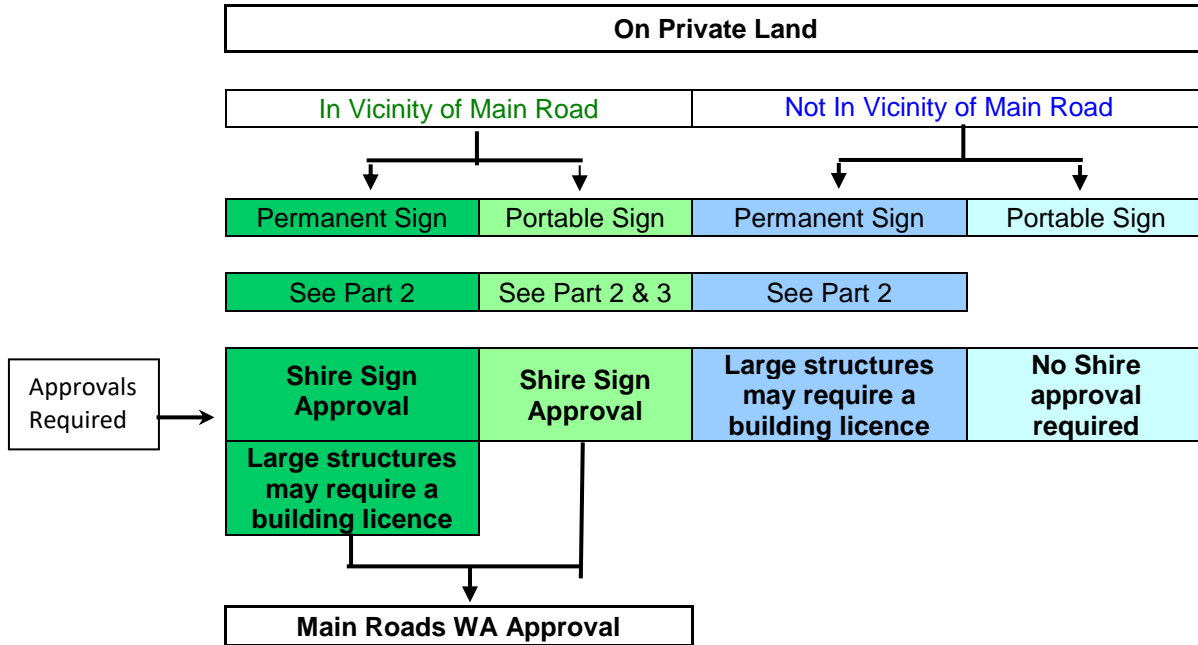 On Private Land
In Vicinity of Main Road
Not In Vicinity of Main Road
Permanent Sign
Portable Sign
Permanent Sign
Portable Sign
See Part 2
See Part 2 & 3
See Part 2
Approvals
Required
Shire Sign
Approval
Shire Sign
Approval
Large structures
may require a
building licence
No Shire
approval
required
Large structures
may require a
building licence
Main Roads WA Approval